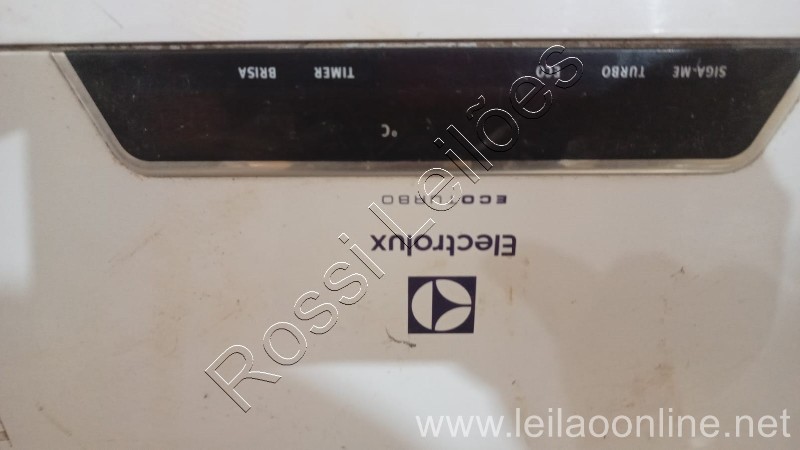 Electrolux
ECOTURBO
°C
SIGA-ME TURBO ECO TIMER BRISA
Rossi Leilões
www.leilaoonline.net